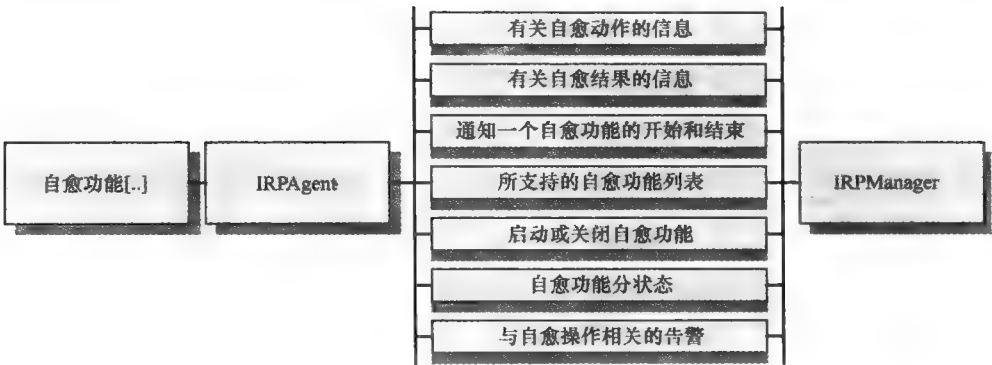 有关自愈动作的信息
有关自愈结果的信息
通知一个自愈功能的开始和结束
自愈功能[..]
IRPAgent
所支持的自愈功能列表
IRPManager
启动或关闭自愈功能
自愈功能分状态
与自愈操作相关的告警